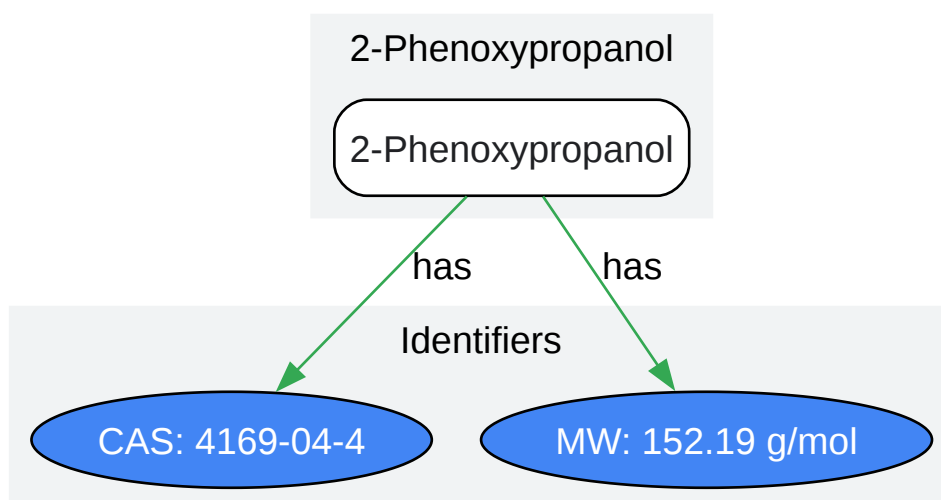 2-Phenoxypropanol
2-Phenoxypropanol
has
has
Identifiers
CAS: 4169-04-4
MW: 152.19 g/mol